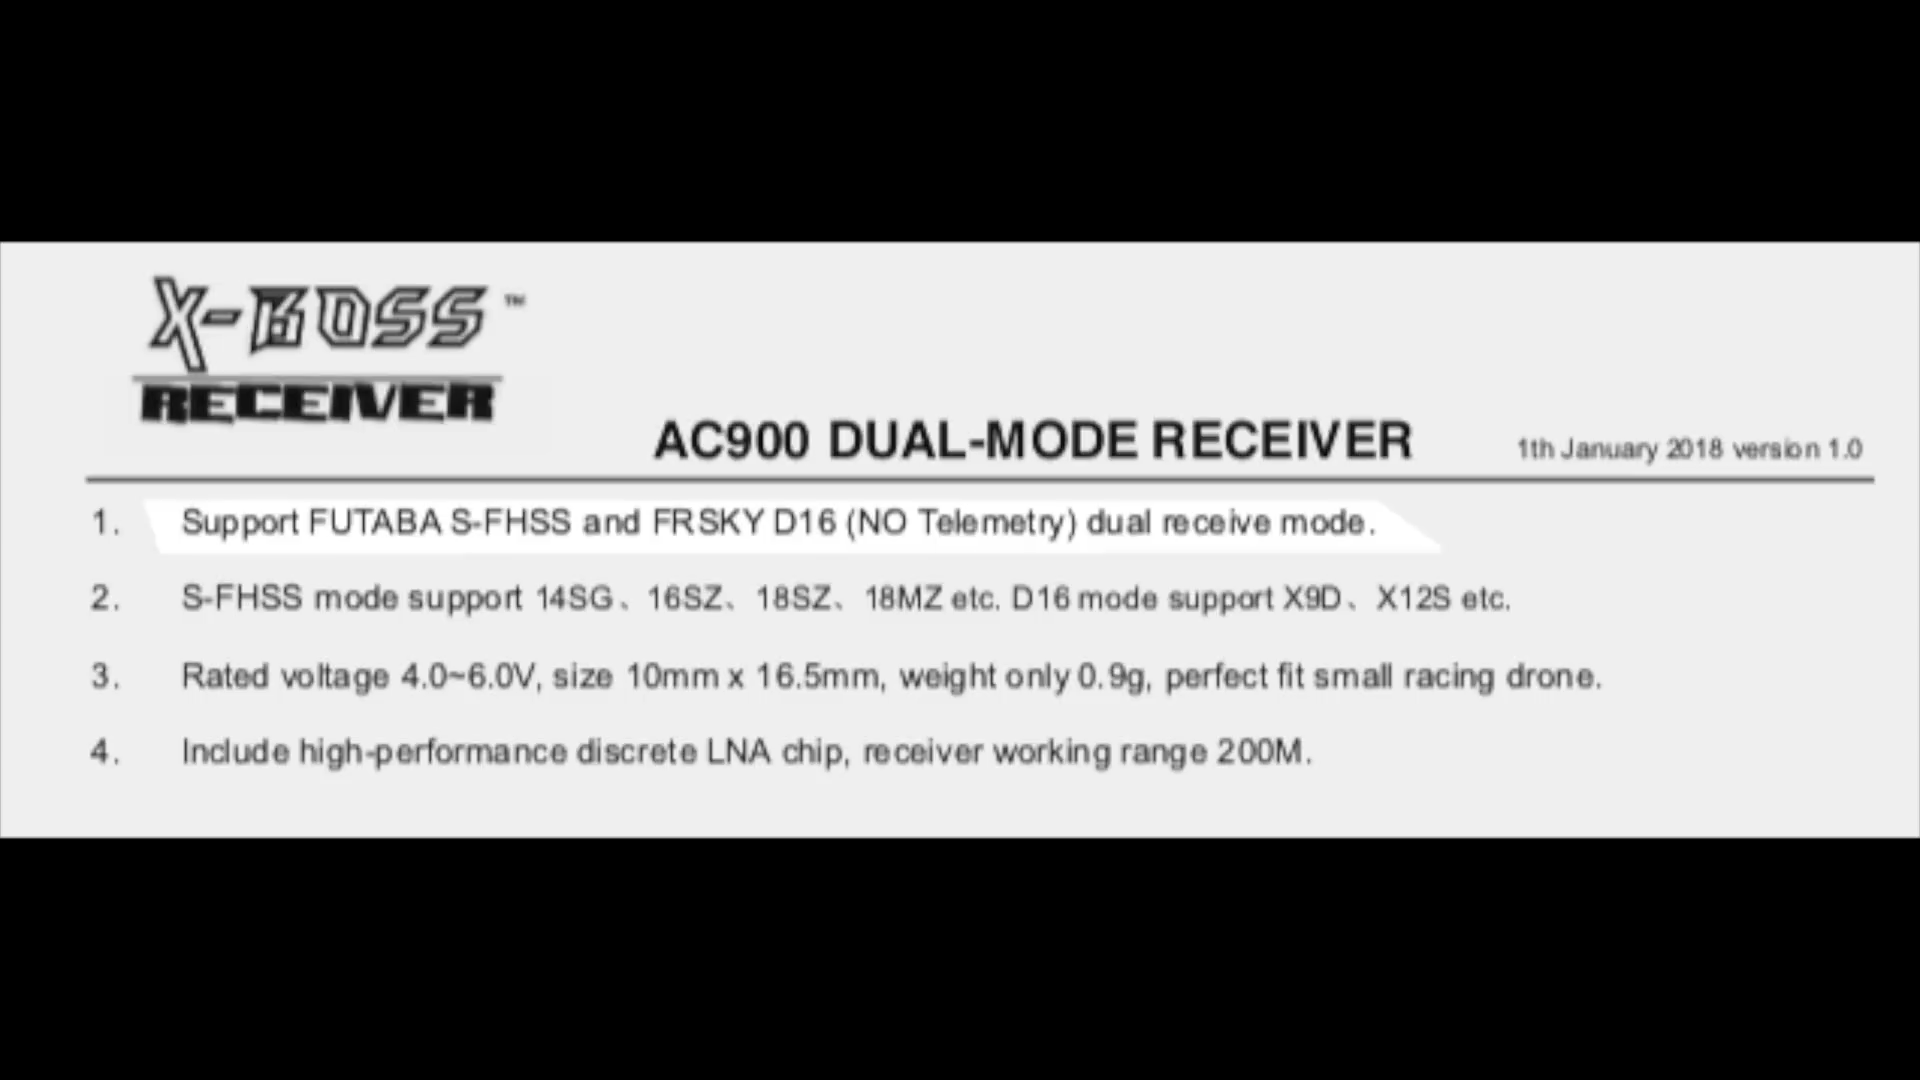 X-BOSS™
RECEIVER
AC900 DUAL-MODE RECEIVER
1th January 2018 version 1.0
1. Support FUTABA S-FHSS and FRSKY D16 (NO Telemetry) dual receive mode.
2. S-FHSS mode support 14SG、16SZ、18SZ、18MZ etc. D16 mode support X9D、X12S etc.
3. Rated voltage 4.0~6.0V, size 10mm x 16.5mm, weight only 0.9g, perfect fit small racing drone.
4. Include high-performance discrete LNA chip, receiver working range 200M.